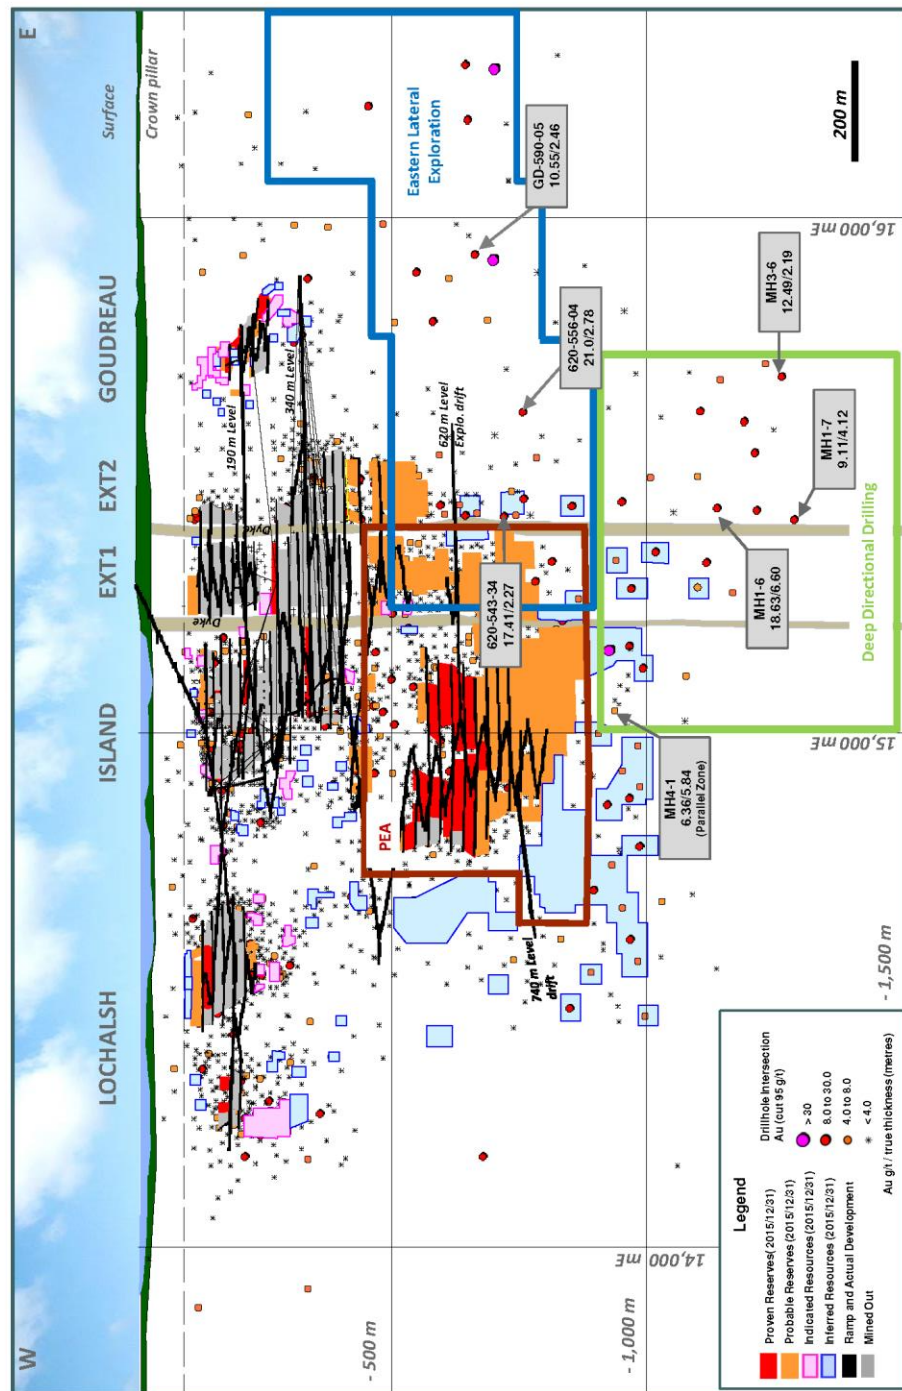 W
E
LOCHALSH
ISLAND
EXT1
EXT2
GOUDREAU
Surface
Crown pillar
190 m Level
340 m Level
Dyke
Dyke
- 500 m
PEA
620 m Level
Explo. drift
Eastern Lateral
Exploration
GD-590-05
10.55/2.46
620-556-04
21.0/2.78
620-543-34
17.41/2.27
740 m Level
drift
MH4-1
6.36/5.84
(Parallel Zone)
MH1-6
18.63/6.60
MH1-7
9.11/4.12
MH3-6
12.49/2.19
Deep Directional Drilling
- 1,000 m
- 1,500 m
14,000 mE
15,000 mE
16,000 mE
200 m
Legend
Proven Reserves( 2015/12/31)
Probable Reserves (2015/12/31)
Indicated Resources (2015/12/31)
Inferred Resources (2015/12/31)
Ramp and Actual Development
Mined Out
Drillhole Intersection
Au (cut 95 g/t)
> 30
8.0 to 30.0
4.0 to 8.0
< 4.0
Au g/t / true thickness (metres)